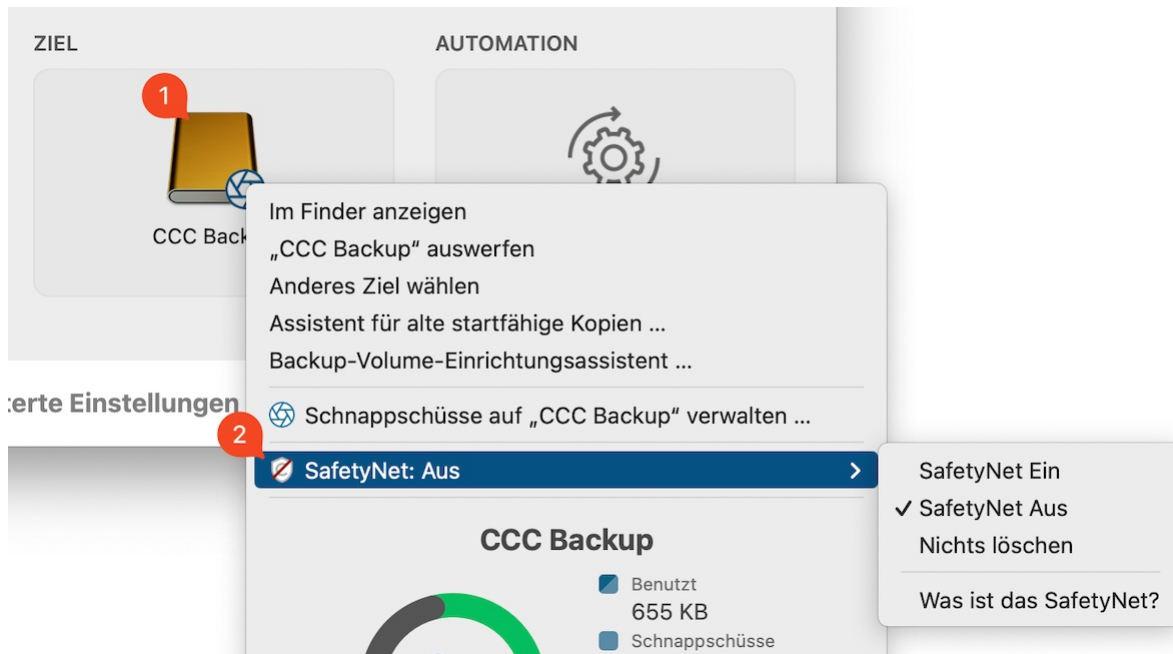 ZIEL
AUTOMATION
1
CCC Back
Im Finder anzeigen
„CCC Backup“ auswerfen
Anderes Ziel wählen
Assistent für alte startfähige Kopien ...
Backup-Volume-Einrichtungsassistent ...
terte Einstellungen
Schnappschüsse auf „CCC Backup“ verwalten ...
2
SafetyNet: Aus
SafetyNet Ein
SafetyNet Aus
Nichts löschen
Was ist das SafetyNet?
CCC Backup
Benutzt
655 KB
Schnappschüsse